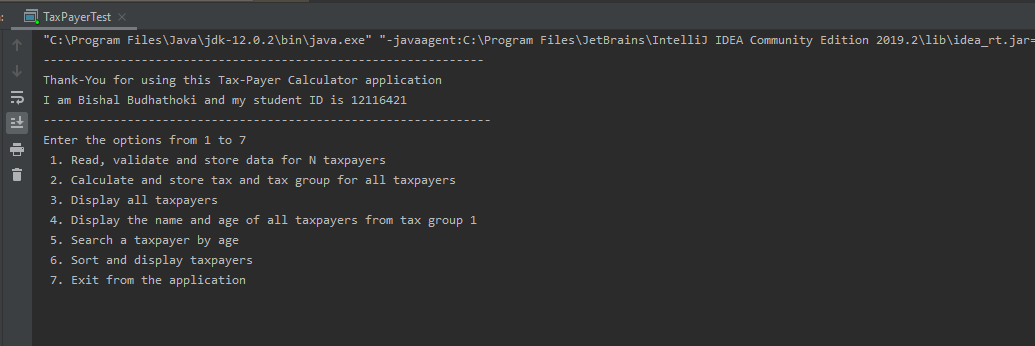 TaxPayerTest
"C:\Program Files\Java\jdk-12.0.2\bin\java.exe" "-javaagent:C:\Program Files\JetBrains\IntelliJ IDEA Community Edition 2019.2\lib\idea_rt.jar=
---------------------------------------------------------------
Thank-You for using this Tax-Payer Calculator application
I am Bishal Budhathoki and my student ID is 12116421
----------------------------------------------------------------
Enter the options from 1 to 7
1. Read, validate and store data for N taxpayers
2. Calculate and store tax and tax group for all taxpayers
3. Display all taxpayers
4. Display the name and age of all taxpayers from tax group 1
5. Search a taxpayer by age
6. Sort and display taxpayers
7. Exit from the application